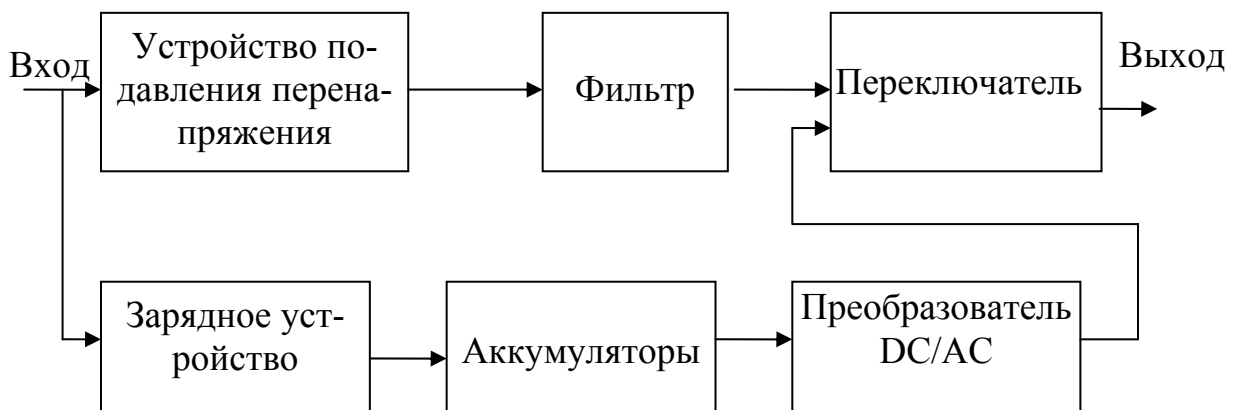 Вход
Устройство по-
давления перена-
пряжения
Фильтр
Переключатель
Выход
Зарядное уст-
ройство
Аккумуляторы
Преобразователь
DC/AC